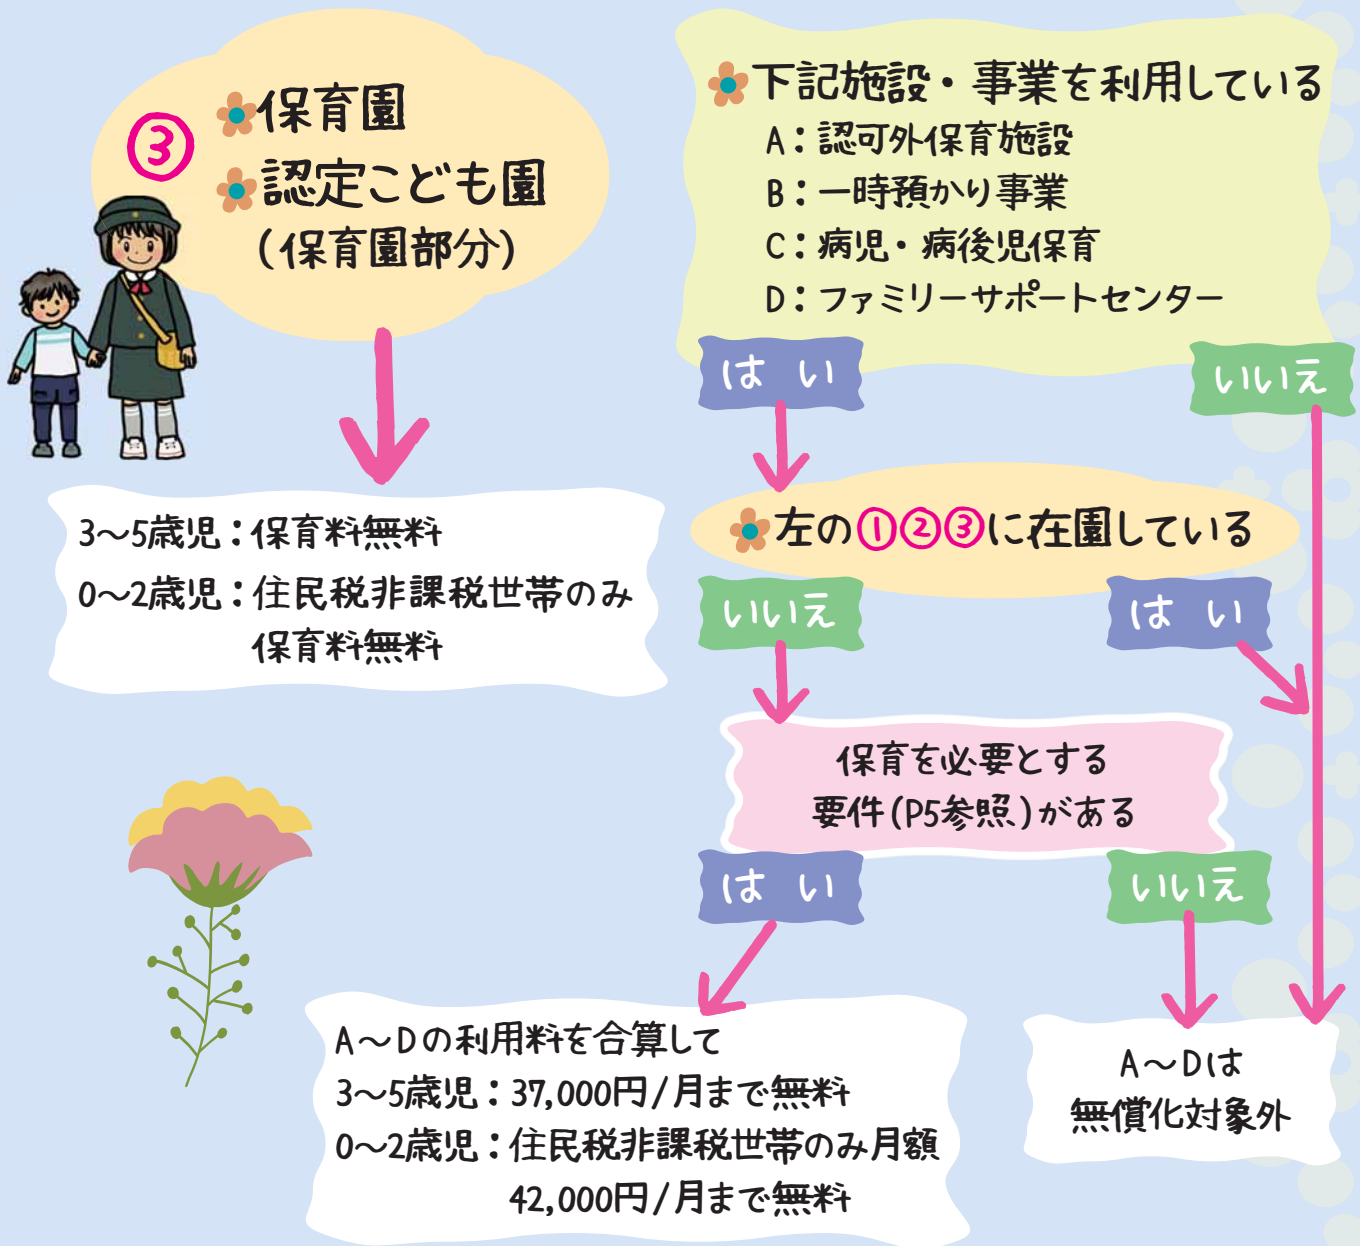 ③
保育園
認定こども園
(保育園部分)
3〜5歳児：保育料無料
0〜2歳児：住民税非課税世帯のみ
保育料無料
下記施設・事業を利用している
A：認可外保育施設
B：一時預かり事業
C：病児・病後児保育
D：ファミリーサポートセンター
はい
いいえ
左の①②③に在園している
いいえ
はい
保育を必要とする
要件(P5参照)がある
はい
いいえ
A〜Dの利用料を合算して
3〜5歳児：37,000円/月まで無料
0〜2歳児：住民税非課税世帯のみ月額
42,000円/月まで無料
A〜Dは
無償化対象外